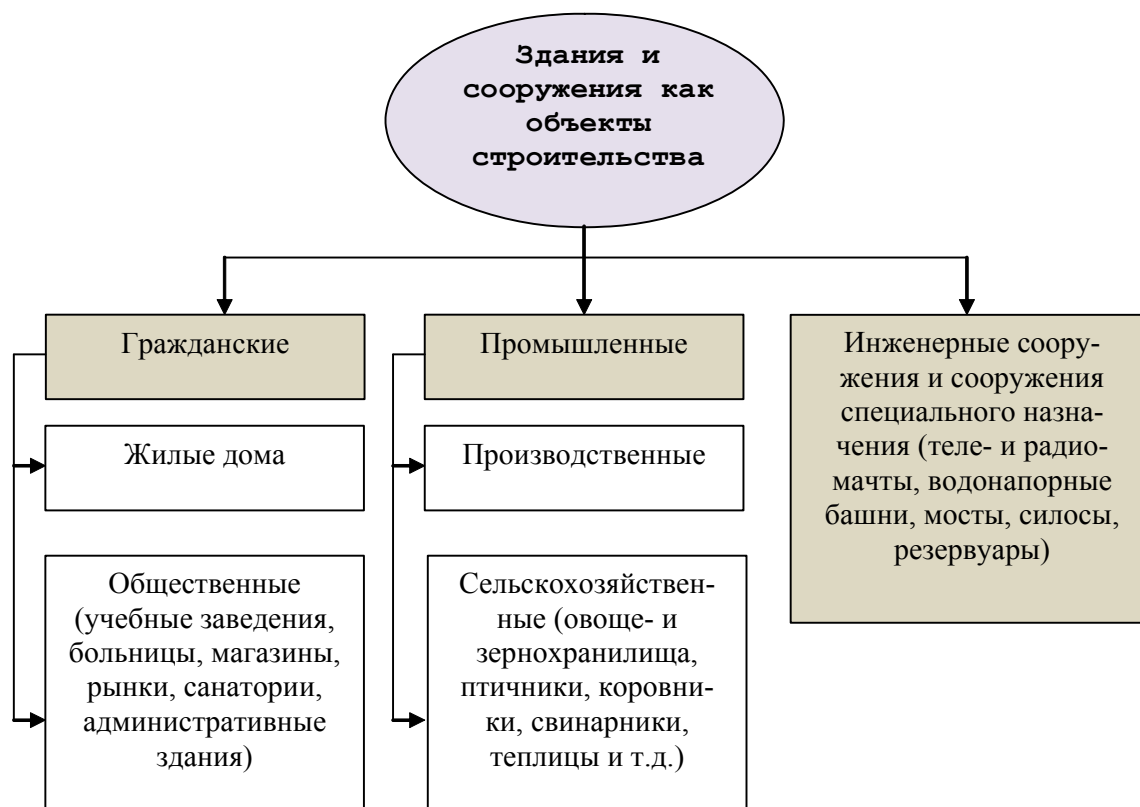 Здания и
сооружения как
объекты
строительства
Гражданские
Жилые дома
Общественные
(учебные заведения,
больницы, магазины,
рынки, санатории,
административные
здания)
Промышленные
Производственные
Сельскохозяйствен-
ные (овоще- и
зернохранилища,
птичники, коровни-
ки, свинарники,
теплицы и т.д.)
Инженерные соору-
жения и сооружения
специального назна-
чения (теле- и радио-
мачты, водонапорные
башни, мосты, силосы,
резервуары)